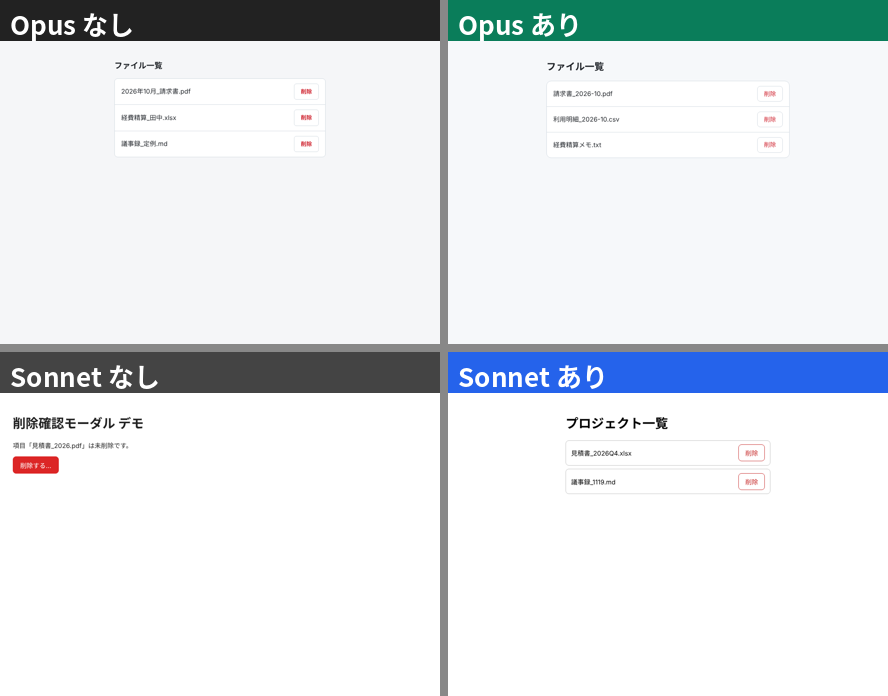 Opus なし
ファイル一覧
2026年10月_請求書.pdf 削除
経費精算_田中.xlsx 削除
議事録_定例.md 削除
Opus あり
ファイル一覧
請求書_2026-10.pdf 削除
利用明細_2026-10.csv 削除
経費精算メモ.txt 削除
Sonnet なし
削除確認モーダル デモ
項目「見積書_2026.pdf」は未削除です。
削除する...
Sonnet あり
プロジェクト一覧
見積書_2026Q4.xlsx 削除
議事録_1119.md 削除